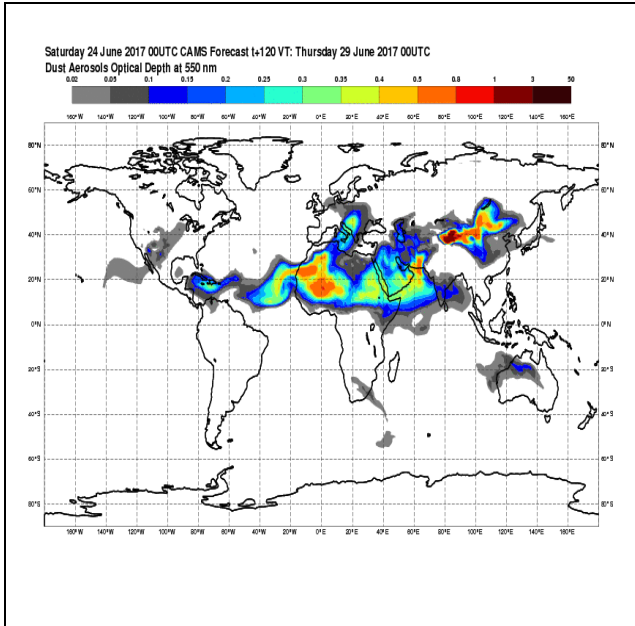 Saturday 24 June 2017 00UTC CAMS Forecast t+120 VT: Thursday 29 June 2017 00UTC
Dust Aerosols Optical Depth at 550 nm
0.02 0.05 0.1 0.15 0.2 0.25 0.3 0.35 0.4 0.5 0.8 1 3 50
160°W 140°W 120°W 100°W 80°W 60°W 40°W 20°W 0°E 20°E 40°E 60°E 80°E 100°E 120°E 140°E 160°E
80°N 80°N
60°N 60°N
40°N 40°N
20°N 20°N
0°N 0°N
20°S 20°S
40°S 40°S
60°S 60°S
80°S 80°S
160°W 140°W 120°W 100°W 80°W 60°W 40°W 20°W 0°E 20°E 40°E 60°E 80°E 100°E 120°E 140°E 160°E